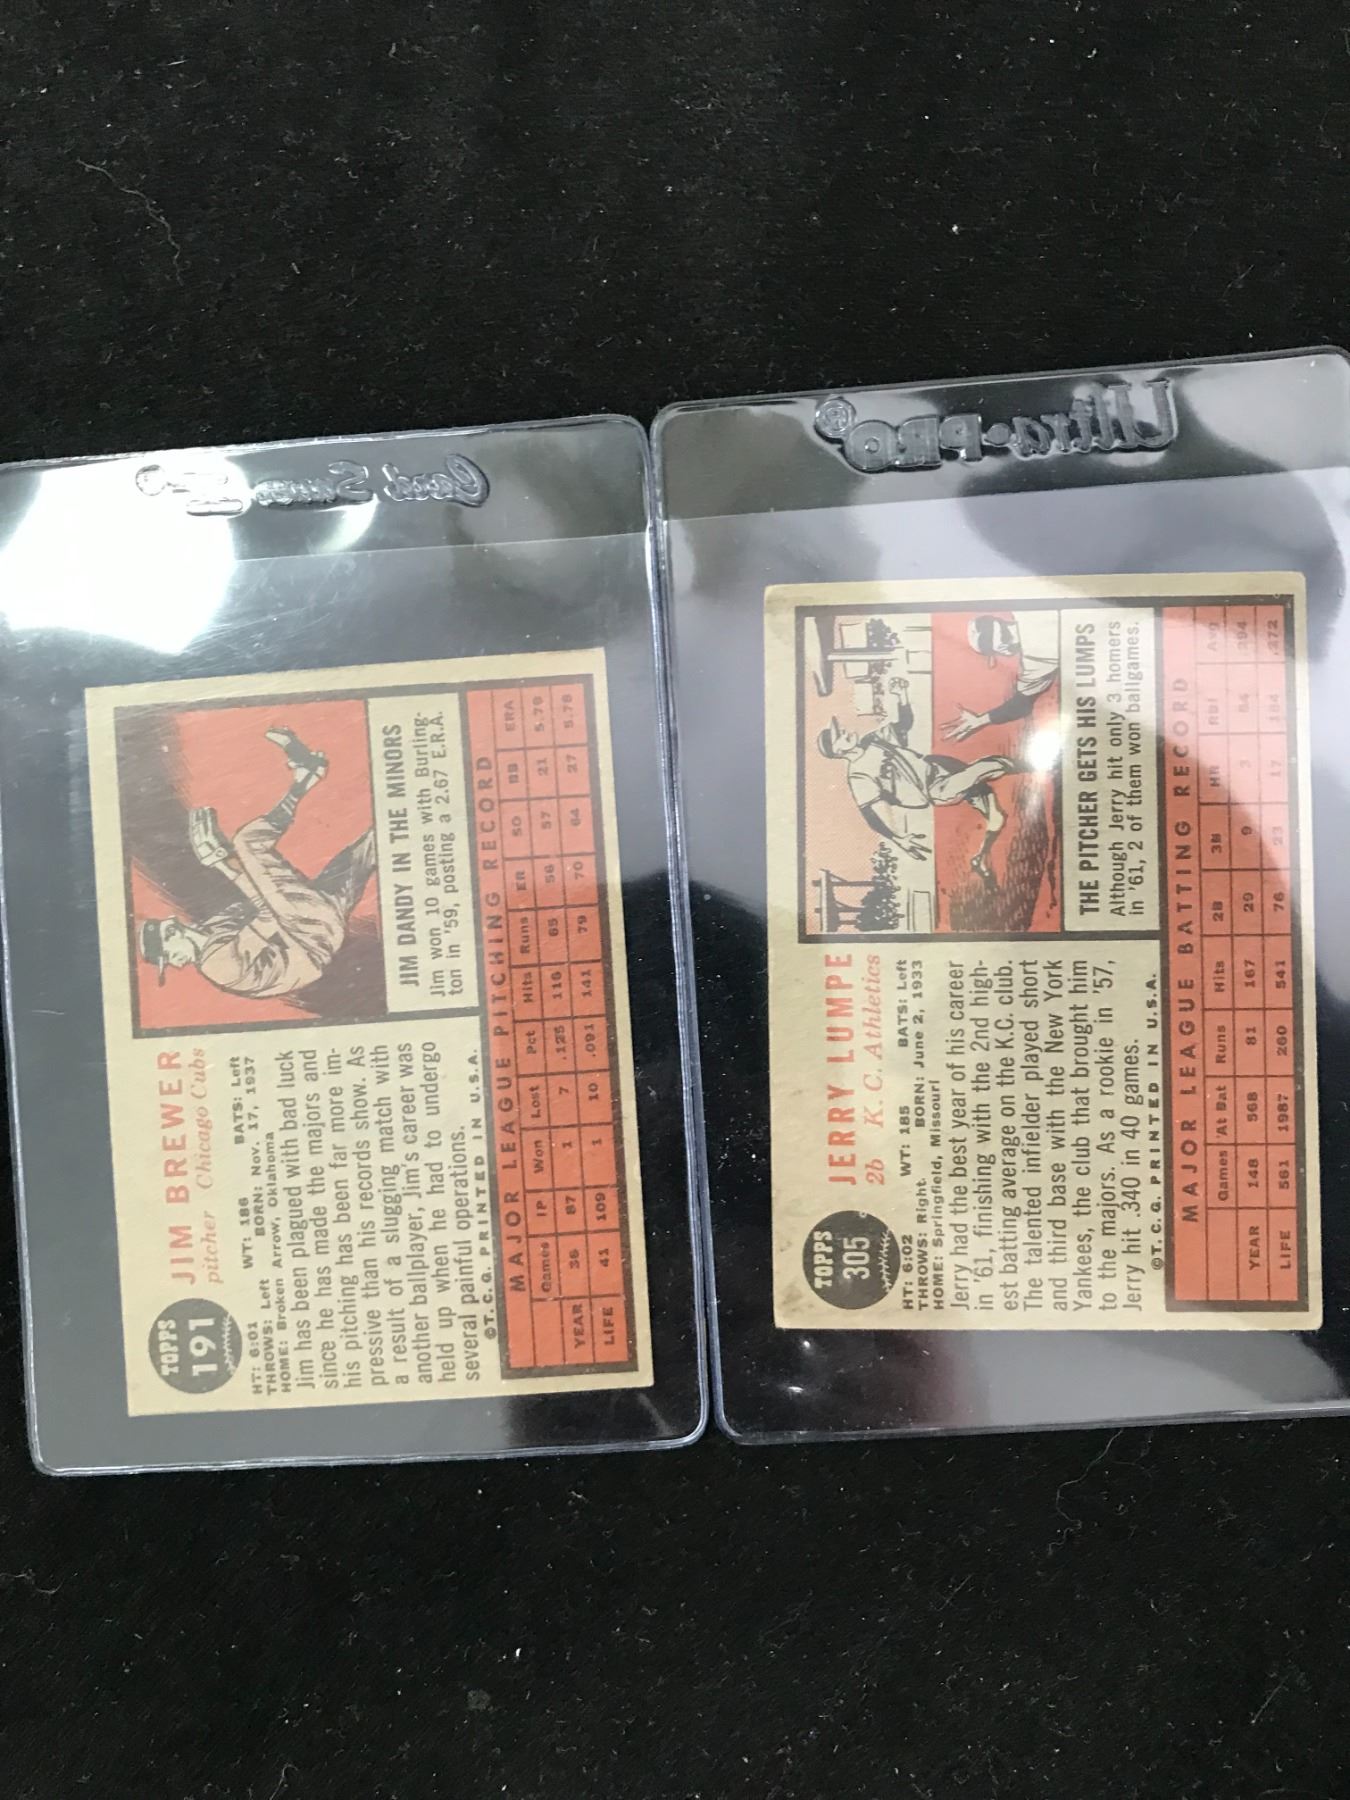 Card Saver
TOPPS
191
JIM BREWER
pitcher Chicago Cubs
HT: 6:01 WT: 186 BATS: Left
THROWS: Left BORN: Nov. 17, 1937
HOME: Broken Arrow, Oklahoma
Jim has been plagued with bad luck
since he has made the majors and
his pitching has been far more im-
pressive than his records show. As
a result of a slugging match with
another ballplayer, Jim's career was
held up when he had to undergo
several painful operations.
©T. C. G. PRINTED IN U.S.A.
JIM DANDY IN THE MINORS
Jim won 10 games with Burling-
ton in '59, posting a 2.67 E.R.A.
MAJOR LEAGUE PITCHING RECORD
Games IP Won Lost Pct Hits Runs ER SO BB ERA
YEAR 36 87 1 7 .125 116 65 56 57 21 5.79
LIFE 41 109 1 10 .091 141 79 70 64 27 5.78
Ultra•PRO®
TOPPS
305
JERRY LUMPE
2b K. C. Athletics
HT: 6:02 WT: 185 BATS: Left
THROWS: Right BORN: June 2, 1933
HOME: Springfield, Missouri
Jerry had the best year of his career
in '61, finishing with the 2nd high-
est batting average on the K.C. club.
The talented infielder played short
and third base with the New York
Yankees, the club that brought him
to the majors. As a rookie in '57,
Jerry hit .340 in 40 games.
©T. C. G. PRINTED IN U.S.A.
THE PITCHER GETS HIS LUMPS
Although Jerry hit only 3 homers
in '61, 2 of them won ballgames.
MAJOR LEAGUE BATTING RECORD
Games At Bat Runs Hits 2B 3B HR RBI Avg
YEAR 148 568 81 167 29 9 3 54 .294
LIFE 561 1987 260 541 76 23 17 184 .272